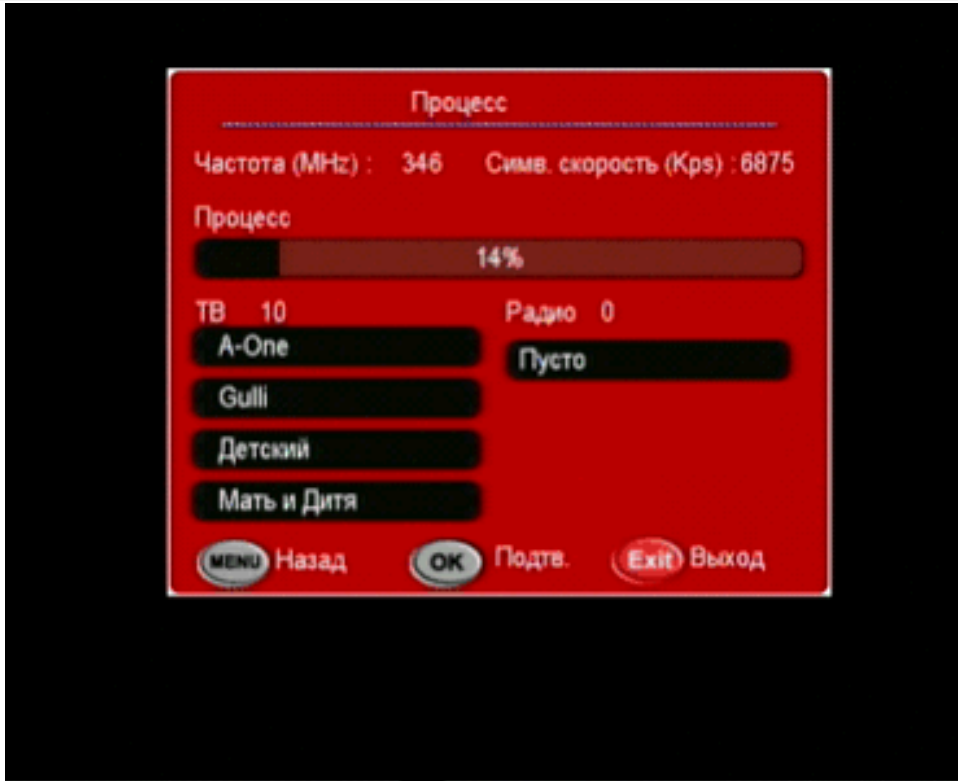 Процесс
Частота (MHz) : 346 Симв. скорость (Kps) : 6875
Процесс
14%
ТВ 10 Радио 0
A-One
Пусто
Gulli
Детский
Мать и Дитя
MENU Назад OK Подтв. Exit Выход